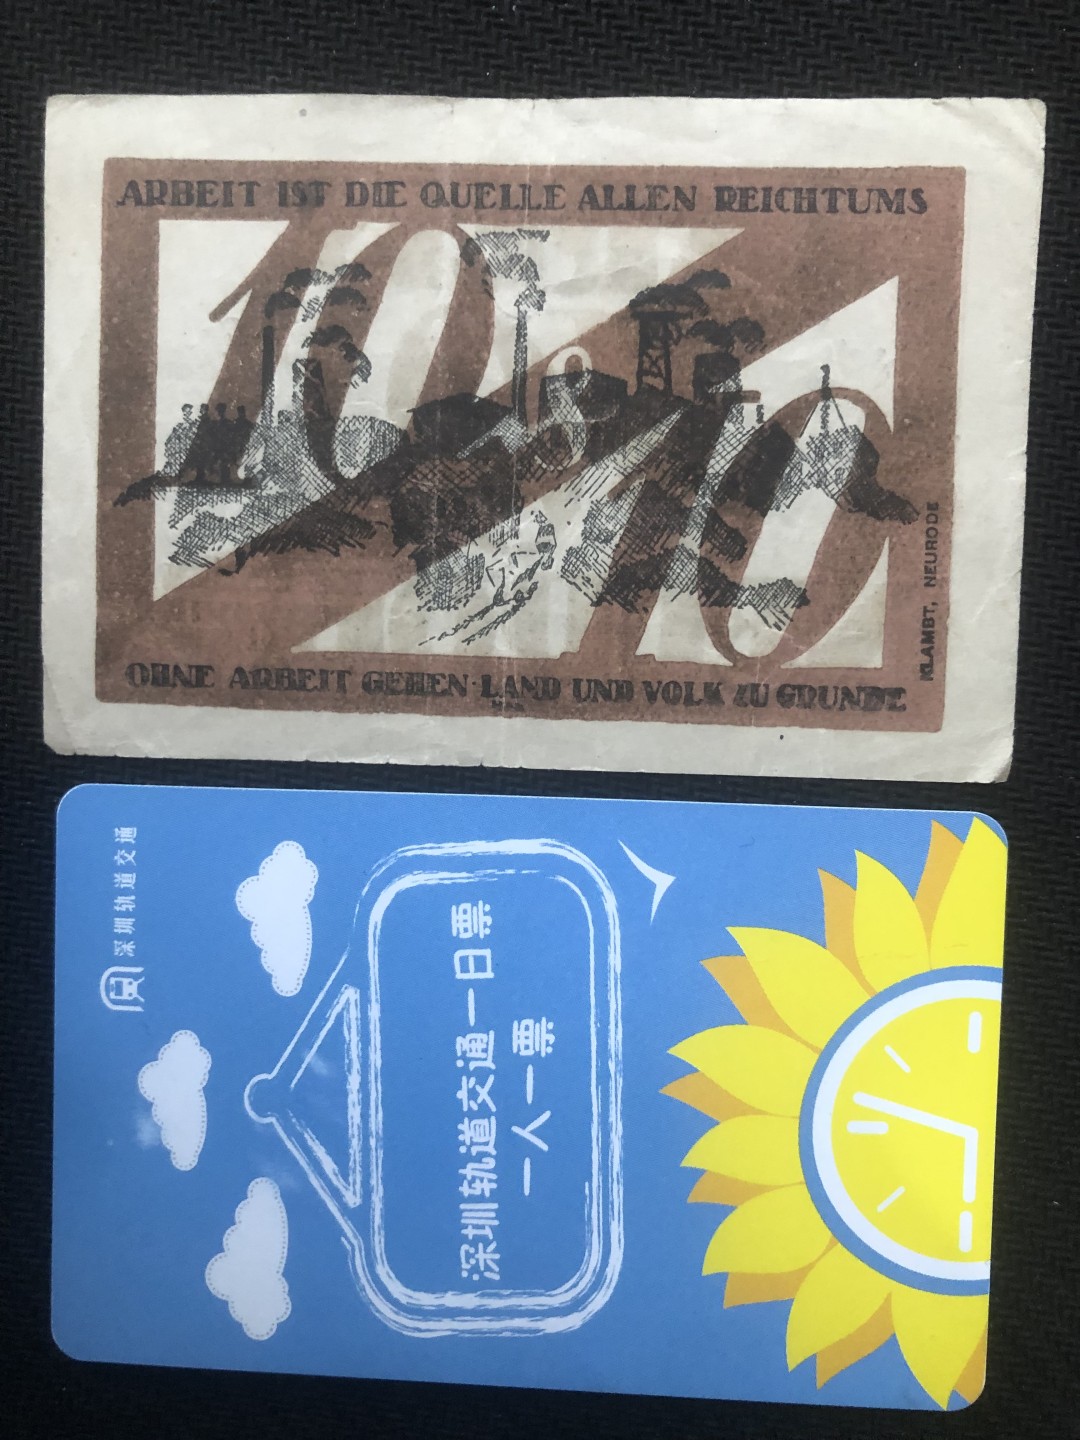 ARBEIT IST DIE QUELLE ALLEN REICHTUMS
10
&
10
KLAMBT, NEURODE
OHNE ARBEIT GEHEN LAND UND VOLK ZU GRUNDE
深圳轨道交通
深圳轨道交通一日票
一人一票